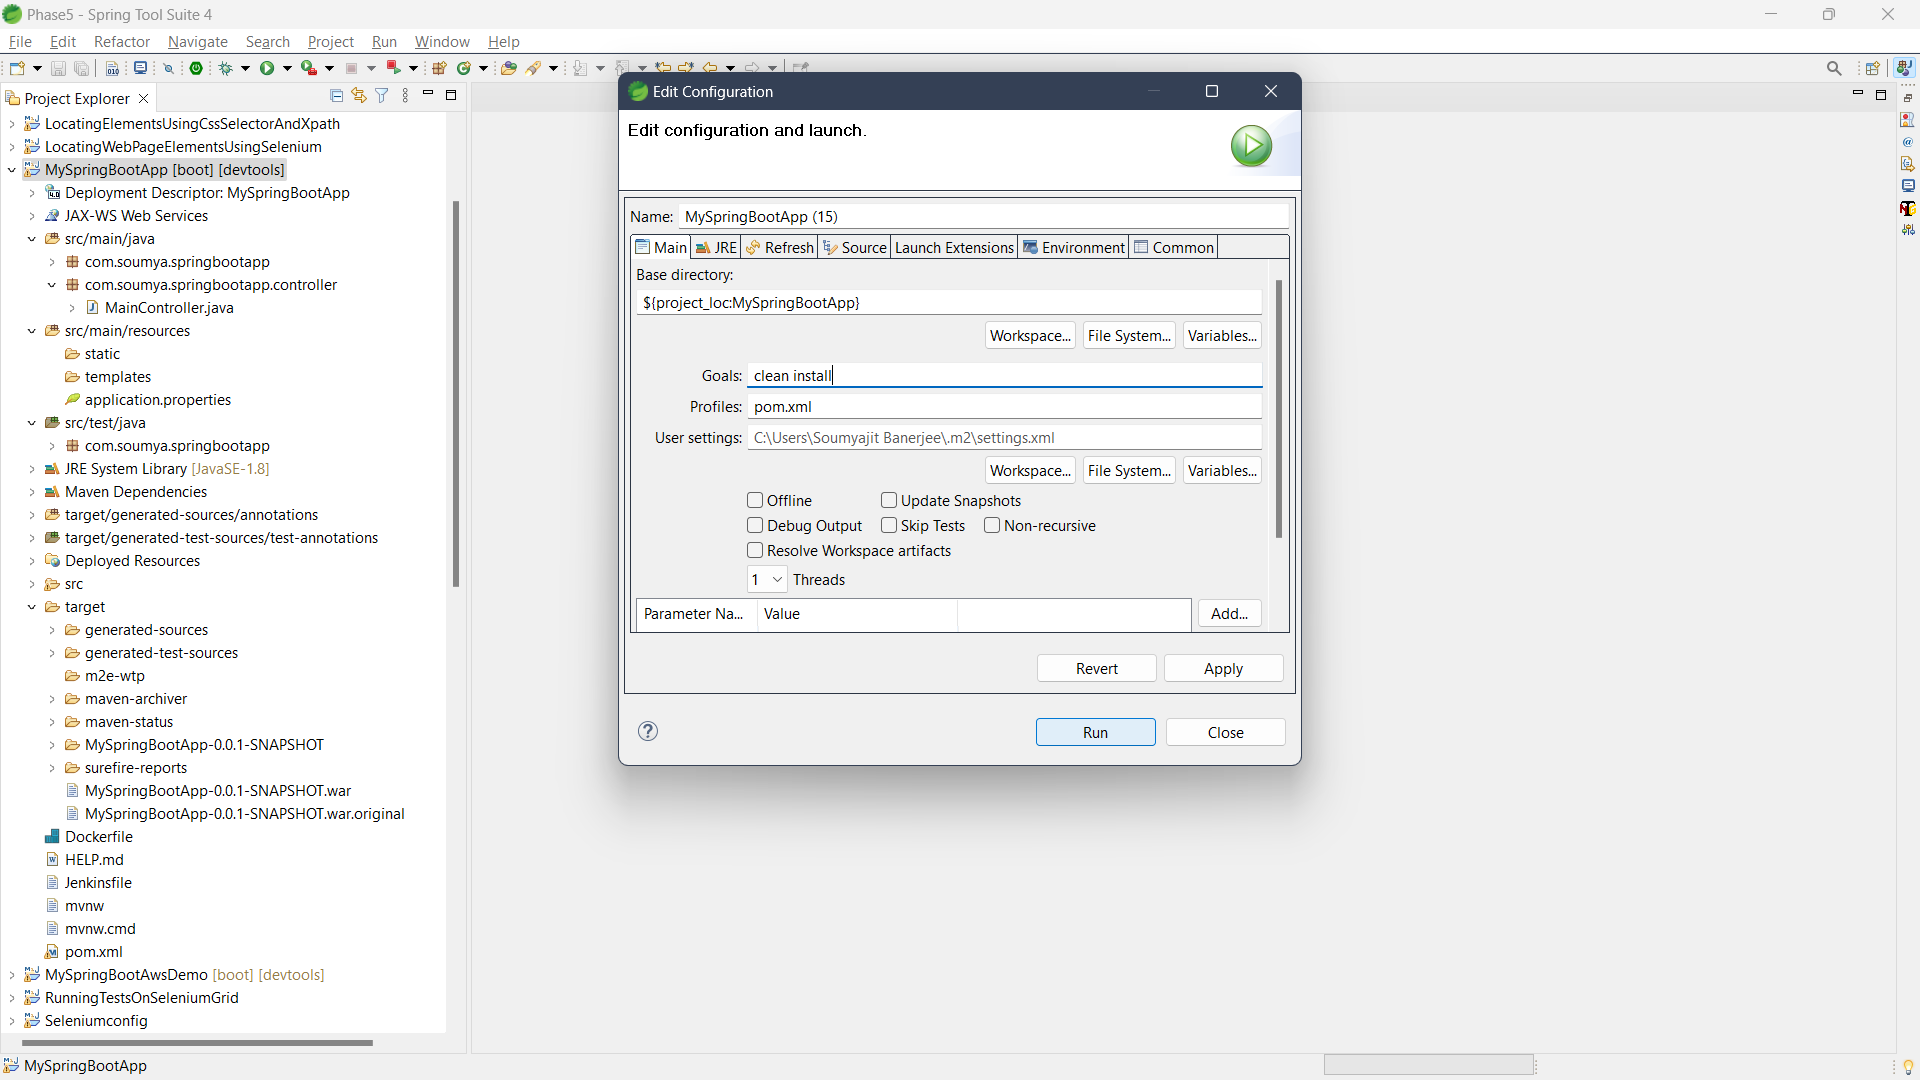 Phase5 - Spring Tool Suite 4
File Edit Refactor Navigate Search Project Run Window Help
Project Explorer
LocatingElementsUsingCssSelectorAndXpath
LocatingWebPageElementsUsingSelenium
MySpringBootApp [boot] [devtools]
Deployment Descriptor: MySpringBootApp
JAX-WS Web Services
src/main/java
com.soumya.springbootapp
com.soumya.springbootapp.controller
MainController.java
src/main/resources
static
templates
application.properties
src/test/java
com.soumya.springbootapp
JRE System Library [JavaSE-1.8]
Maven Dependencies
target/generated-sources/annotations
target/generated-test-sources/test-annotations
Deployed Resources
src
target
generated-sources
generated-test-sources
m2e-wtp
maven-archiver
maven-status
MySpringBootApp-0.0.1-SNAPSHOT
surefire-reports
MySpringBootApp-0.0.1-SNAPSHOT.war
MySpringBootApp-0.0.1-SNAPSHOT.war.original
Dockerfile
HELP.md
Jenkinsfile
mvnw
mvnw.cmd
pom.xml
MySpringBootAwsDemo [boot] [devtools]
RunningTestsOnSeleniumGrid
Seleniumconfig
MySpringBootApp
Edit Configuration
Edit configuration and launch.
Name: MySpringBootApp (15)
Main JRE Refresh Source Launch Extensions Environment Common
Base directory:
${project_loc:MySpringBootApp}
Workspace... File System... Variables...
Goals: clean install
Profiles: pom.xml
User settings: C:\Users\Soumyajit Banerjee\.m2\settings.xml
Workspace... File System... Variables...
Offline Update Snapshots
Debug Output Skip Tests Non-recursive
Resolve Workspace artifacts
1 Threads
Parameter Na... Value Add...
Revert Apply
Run Close